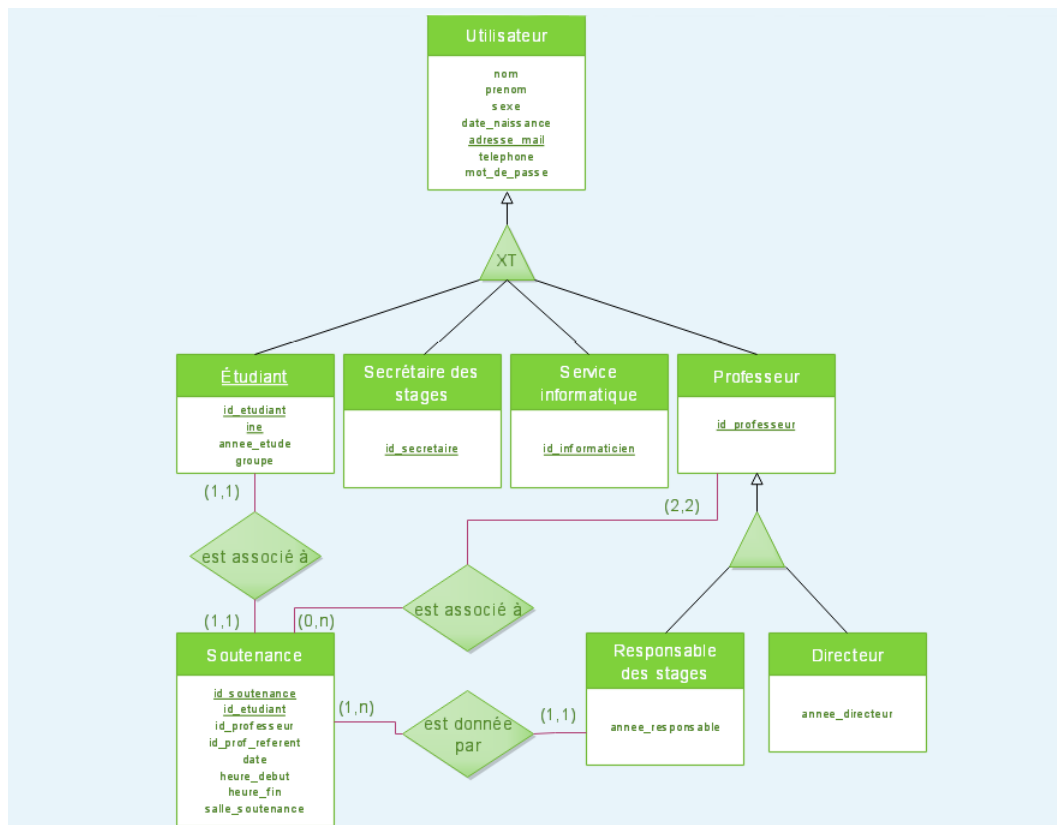 Utilisateur
nom
prenom
sexe
date_naissance
adresse_mail
telephone
mot_de_passe
XT
Étudiant
id_etudiant
ine
annee_etude
groupe
Secrétaire des
stages
id_secretaire
Service
informatique
id_informaticien
Professeur
id_professeur
(1,1)
(2,2)
est associé à
est associé à
(1,1)
(0,n)
Soutenance
id_soutenance
id_etudiant
id_professeur
id_prof_referent
date
heure_debut
heure_fin
salle_soutenance
(1,n)
est donnée
par
(1,1)
Responsable
des stages
annee_responsable
Directeur
annee_directeur